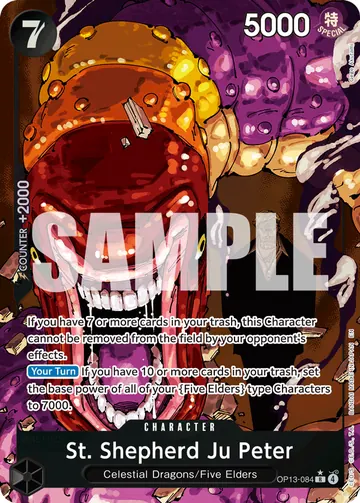 7
5000
特
SPECIAL
COUNTER +2000
SAMPLE
If you have 7 or more cards in your trash, this Character
cannot be removed from the field by your opponent's
effects.
Your Turn If you have 10 or more cards in your trash, set
the base power of all of your {Five Elders} type Characters
to 7000.
CHARACTER
St. Shepherd Ju Peter
Celestial Dragons/Five Elders
OP13-084 R 4